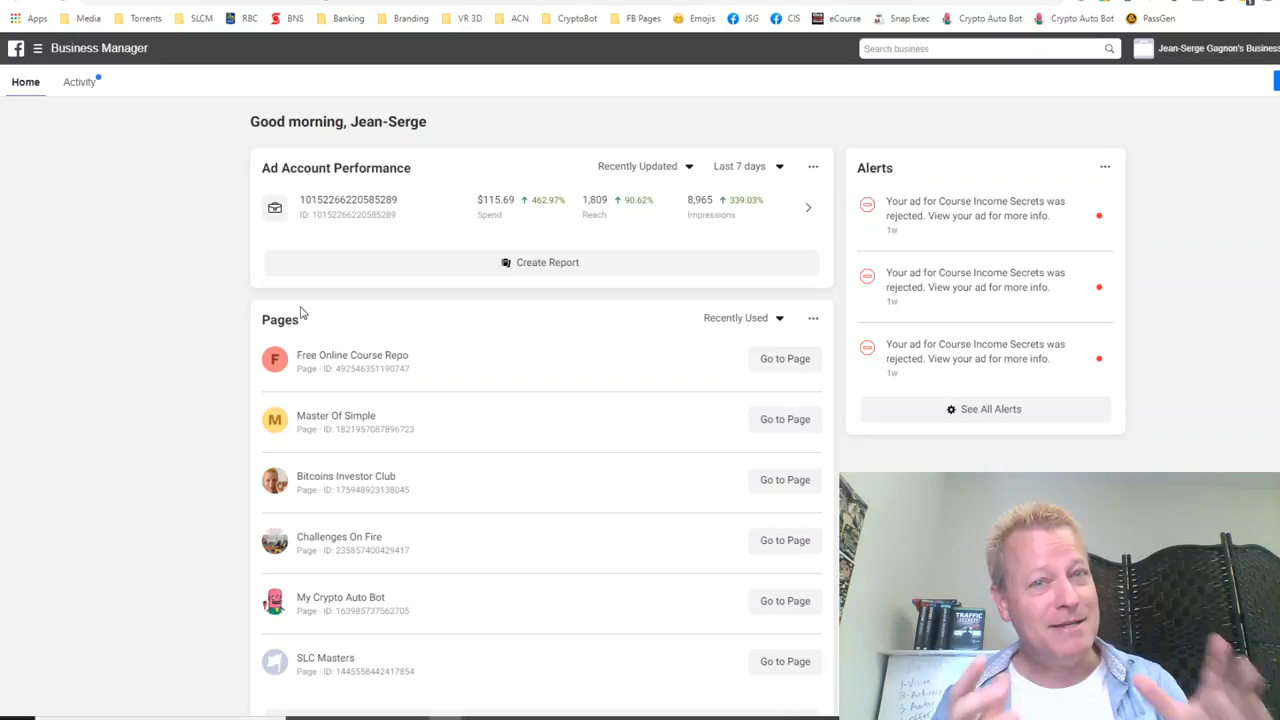 Apps Media Torrents SLCM RBC BNS Banking Branding VR 3D ACN CryptoBot FB Pages Emojis JSG CIS eCourse Snap Exec Crypto Auto Bot Crypto Auto Bot PassGen
Business Manager
Search business
Jean-Serge Gagnon's Business
Home Activity
Good morning, Jean-Serge
Ad Account Performance
Recently Updated
Last 7 days
10152266220585289
ID: 10152266220585289
$115.69 462.97%
Spend
1,809 90.62%
Reach
8,965 339.03%
Impressions
Create Report
Alerts
Your ad for Course Income Secrets was
rejected. View your ad for more info.
1w
Your ad for Course Income Secrets was
rejected. View your ad for more info.
1w
Your ad for Course Income Secrets was
rejected. View your ad for more info.
1w
See All Alerts
Pages
Recently Used
F
Free Online Course Repo
Page · ID: 492546351190747
Go to Page
M
Master Of Simple
Page · ID: 1821957087896723
Go to Page
Bitcoins Investor Club
Page · ID: 175948923138045
Go to Page
Challenges On Fire
Page · ID: 235857400429417
Go to Page
My Crypto Auto Bot
Page · ID: 163985737562705
Go to Page
SLC Masters
Page · ID: 1445558442417854
Go to Page
TRAFFIC
SECRETS
1-Vision